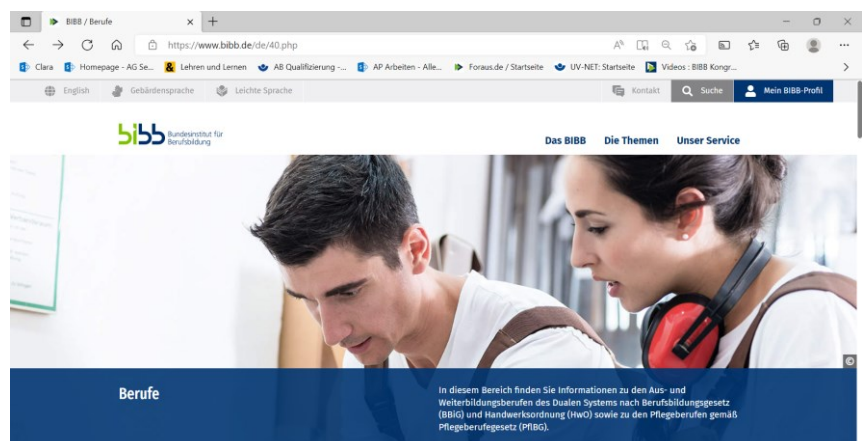 BIBB / Berufe
https://www.bibb.de/de/40.php
Clara Homepage - AG Se... Lehren und Lernen AB Qualifizierung -... AP Arbeiten - Alle... Foraus.de / Startseite UV-NET: Startseite Videos : BIBB Kongr...
English Gebärdensprache Leichte Sprache Kontakt Suche Mein BIBB-Profil
bibb Bundesinstitut für
Berufsbildung
Das BIBB Die Themen Unser Service
©
Berufe
In diesem Bereich finden Sie Informationen zu den Aus- und
Weiterbildungsberufen des Dualen Systems nach Berufsbildungsgesetz
(BBiG) und Handwerksordnung (HwO) sowie zu den Pflegeberufen gemäß
Pflegeberufegesetz (PflBG).